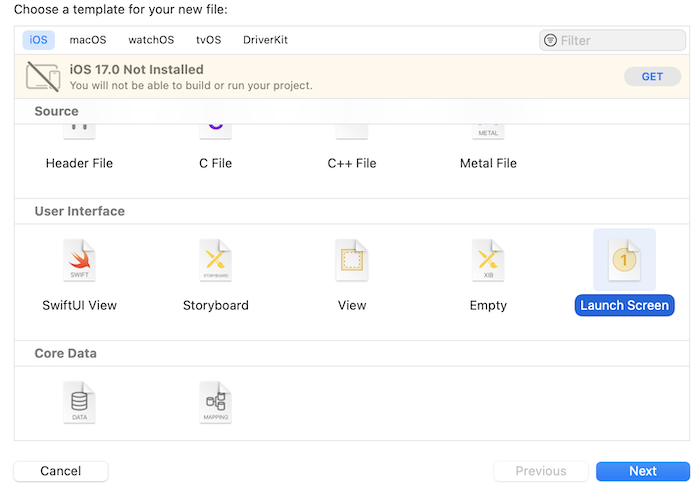 Choose a template for your new file:
iOS macOS watchOS tvOS DriverKit Filter
iOS 17.0 Not Installed
You will not be able to build or run your project.
GET
Source
METAL
Header File C File C++ File Metal File
User Interface
SWIFT STORYBOARD XIB 1
SwiftUI View Storyboard View Empty Launch Screen
Core Data
DATA MAPPING
Cancel Previous Next